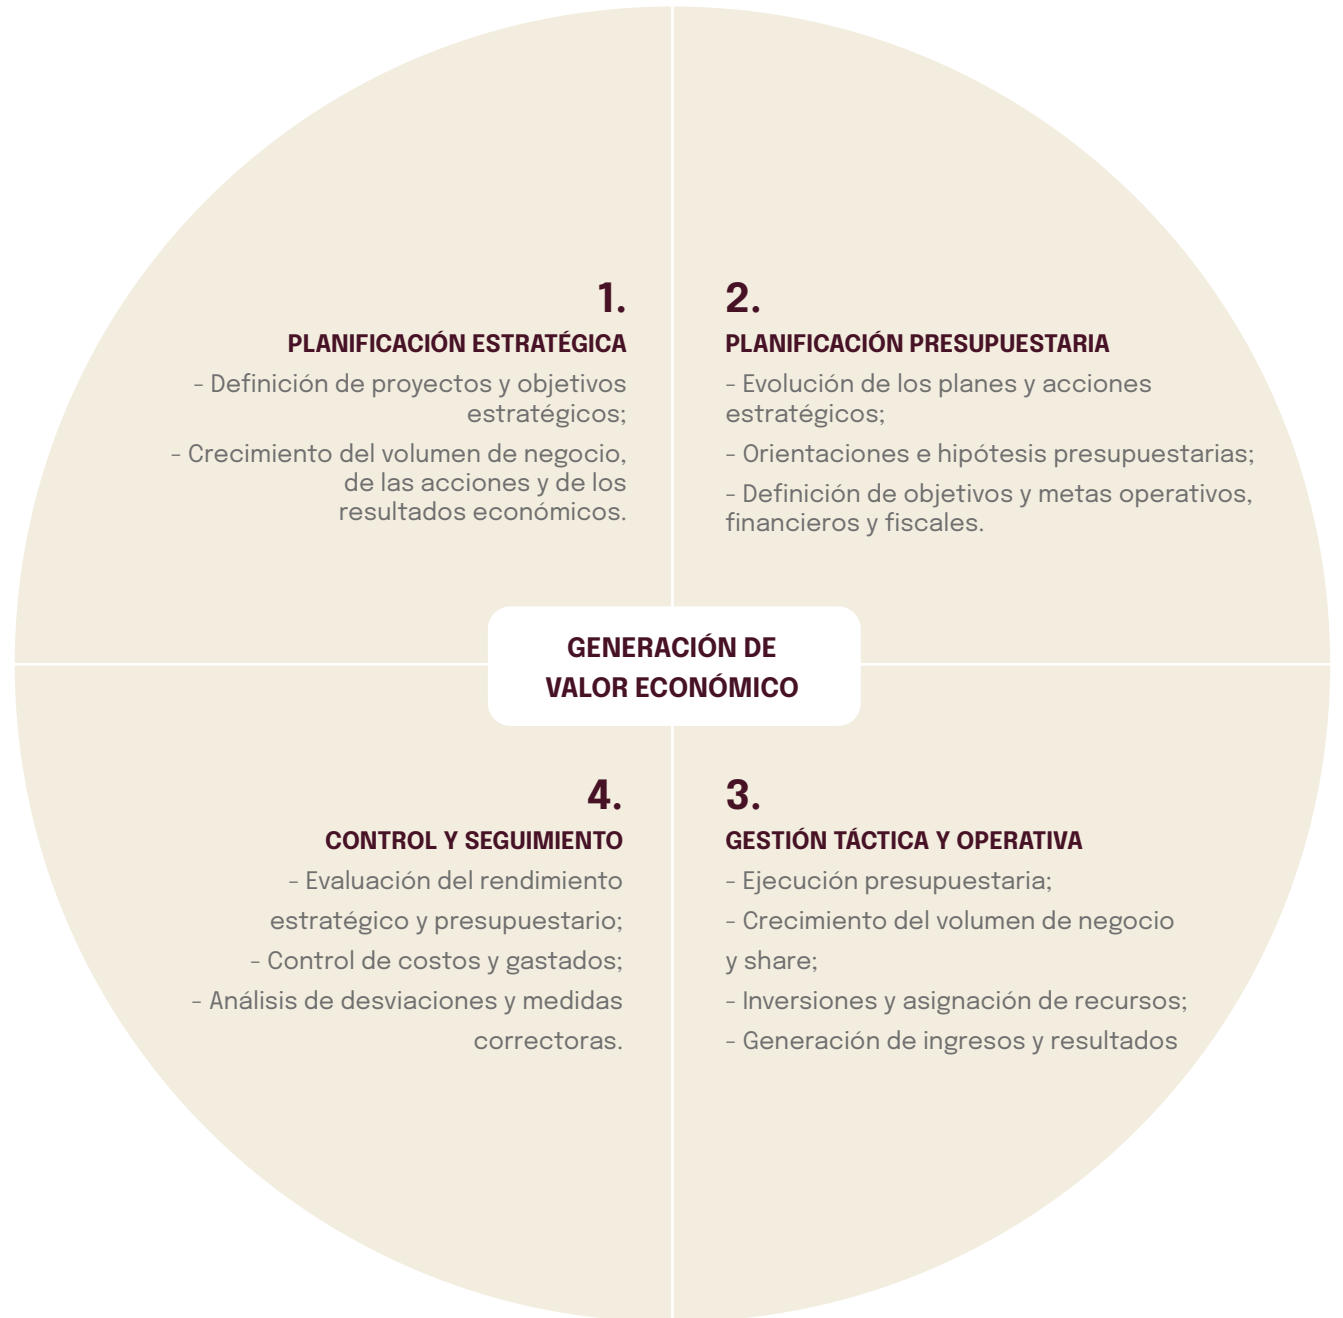 1.
PLANIFICACIÓN ESTRATÉGICA
- Definición de proyectos y objetivos
estratégicos;
- Crecimiento del volumen de negocio,
de las acciones y de los
resultados económicos.
2.
PLANIFICACIÓN PRESUPUESTARIA
- Evolución de los planes y acciones
estratégicos;
- Orientaciones e hipótesis presupuestarias;
- Definición de objetivos y metas operativos,
financieros y fiscales.
GENERACIÓN DE
VALOR ECONÓMICO
4.
CONTROL Y SEGUIMIENTO
- Evaluación del rendimiento
estratégico y presupuestario;
- Control de costos y gastados;
- Análisis de desviaciones y medidas
correctoras.
3.
GESTIÓN TÁCTICA Y OPERATIVA
- Ejecución presupuestaria;
- Crecimiento del volumen de negocio
y share;
- Inversiones y asignación de recursos;
- Generación de ingresos y resultados